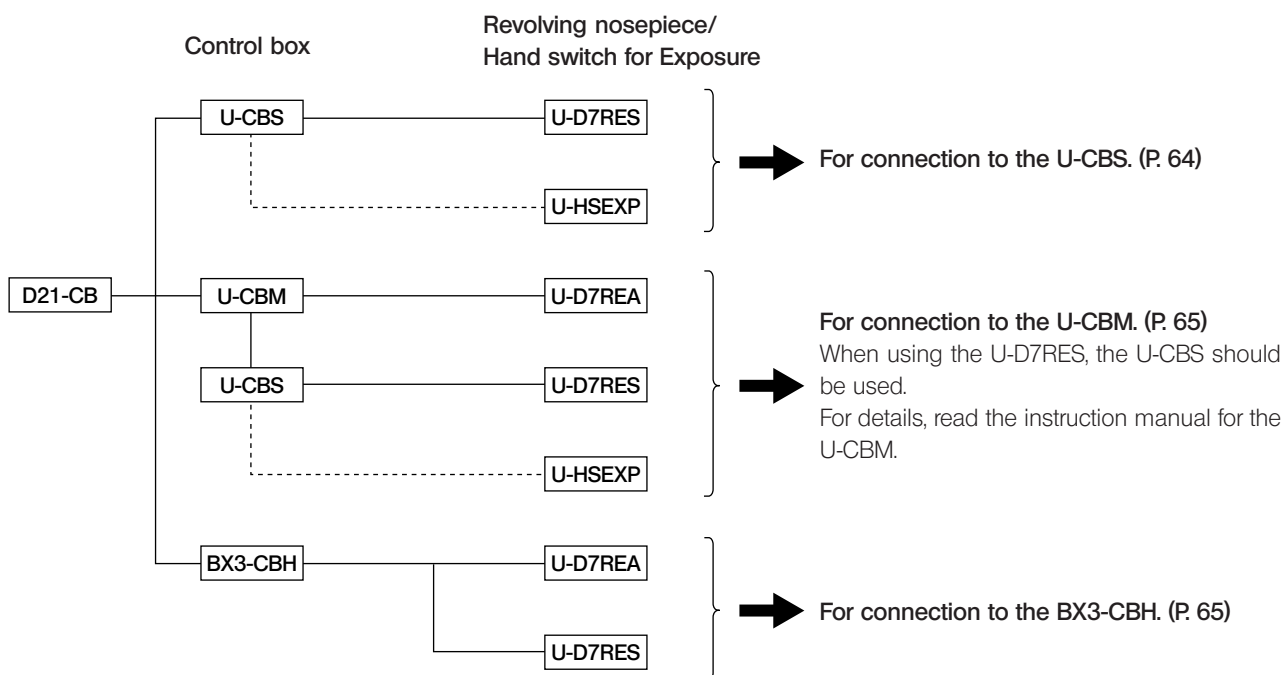 Control box
Revolving nosepiece/
Hand switch for Exposure
U-CBS
U-D7RES
U-HSEXP
For connection to the U-CBS. (P. 64)
D21-CB
U-CBM
U-D7REA
U-CBS
U-D7RES
U-HSEXP
For connection to the U-CBM. (P. 65)
When using the U-D7RES, the U-CBS should
be used.
For details, read the instruction manual for the
U-CBM.
BX3-CBH
U-D7REA
U-D7RES
For connection to the BX3-CBH. (P. 65)